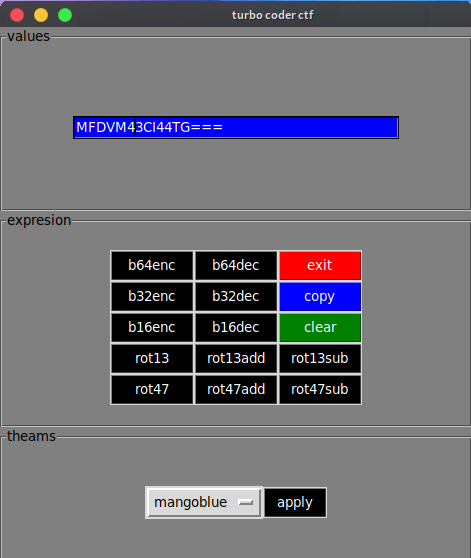 turbo coder ctf
values
MFDVM43CI44TG===
expresion
b64enc b64dec exit
b32enc b32dec copy
b16enc b16dec clear
rot13 rot13add rot13sub
rot47 rot47add rot47sub
theams
mangoblue apply